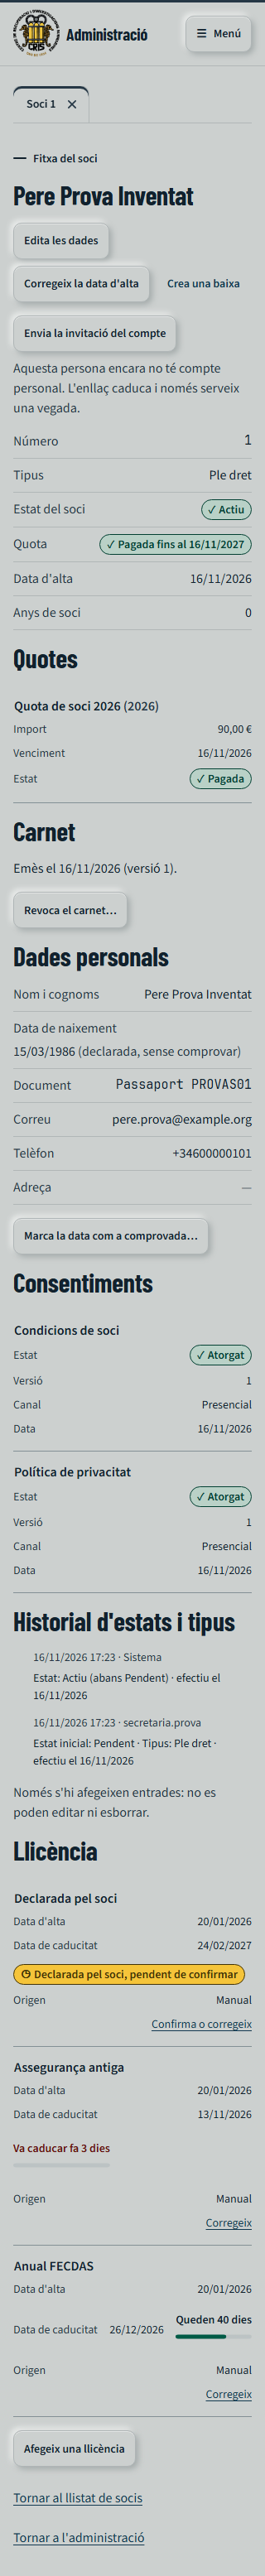 CRIS
Administració
☰ Menú
Soci 1 ✕
— Fitxa del soci
Pere Prova Inventat
Edita les dades
Corregeix la data d'alta
Crea una baixa
Envia la invitació del compte
Aquesta persona encara no té compte
personal. L'enllaç caduca i només serveix
una vegada.
Número 1
Tipus Ple dret
Estat del soci ✓ Actiu
Quota ✓ Pagada fins al 16/11/2027
Data d'alta 16/11/2026
Anys de soci 0
Quotes
Quota de soci 2026 (2026)
Import 90,00 €
Venciment 16/11/2026
Estat ✓ Pagada
Carnet
Emès el 16/11/2026 (versió 1).
Revoca el carnet…
Dades personals
Nom i cognoms Pere Prova Inventat
Data de naixement
15/03/1986 (declarada, sense comprovar)
Document Passaport PROVAS01
Correu pere.prova@example.org
Telèfon +34600000101
Adreça —
Marca la data com a comprovada…
Consentiments
Condicions de soci
Estat ✓ Atorgat
Versió 1
Canal Presencial
Data 16/11/2026
Política de privacitat
Estat ✓ Atorgat
Versió 1
Canal Presencial
Data 16/11/2026
Historial d'estats i tipus
16/11/2026 17:23 · Sistema
Estat: Actiu (abans Pendent) · efectiu el
16/11/2026
16/11/2026 17:23 · secretaria.prova
Estat inicial: Pendent · Tipus: Ple dret ·
efectiu el 16/11/2026
Només s'hi afegeixen entrades: no es
poden editar ni esborrar.
Llicència
Declarada pel soci
Data d'alta 20/01/2026
Data de caducitat 24/02/2027
Declarada pel soci, pendent de confirmar
Origen Manual
Confirma o corregeix
Assegurança antiga
Data d'alta 20/01/2026
Data de caducitat 13/11/2026
Va caducar fa 3 dies
Origen Manual
Corregeix
Anual FECDAS
Data d'alta 20/01/2026
Data de caducitat 26/12/2026 Queden 40 dies
Origen Manual
Corregeix
Afegeix una llicència
Tornar al llistat de socis
Tornar a l'administració